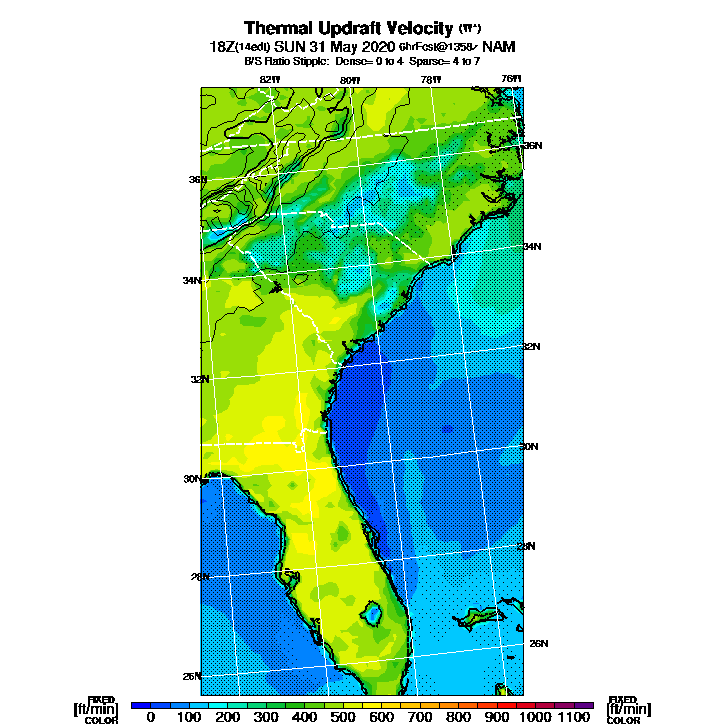 Thermal Updraft Velocity (W*)
18Z(14edt) SUN 31 May 2020 6hrFcst@1358z NAM
B/S Ratio Stipple: Dense= 0 to 4 Sparse= 4 to 7
82W 80W 78W 76W
36N
36N
34N
34N
32N
32N
30N
30N
28N
28N
26N
26N
FIXED FIXED
[ft/min] [ft/min]
COLOR COLOR
0 100 200 300 400 500 600 700 800 900 1000 1100